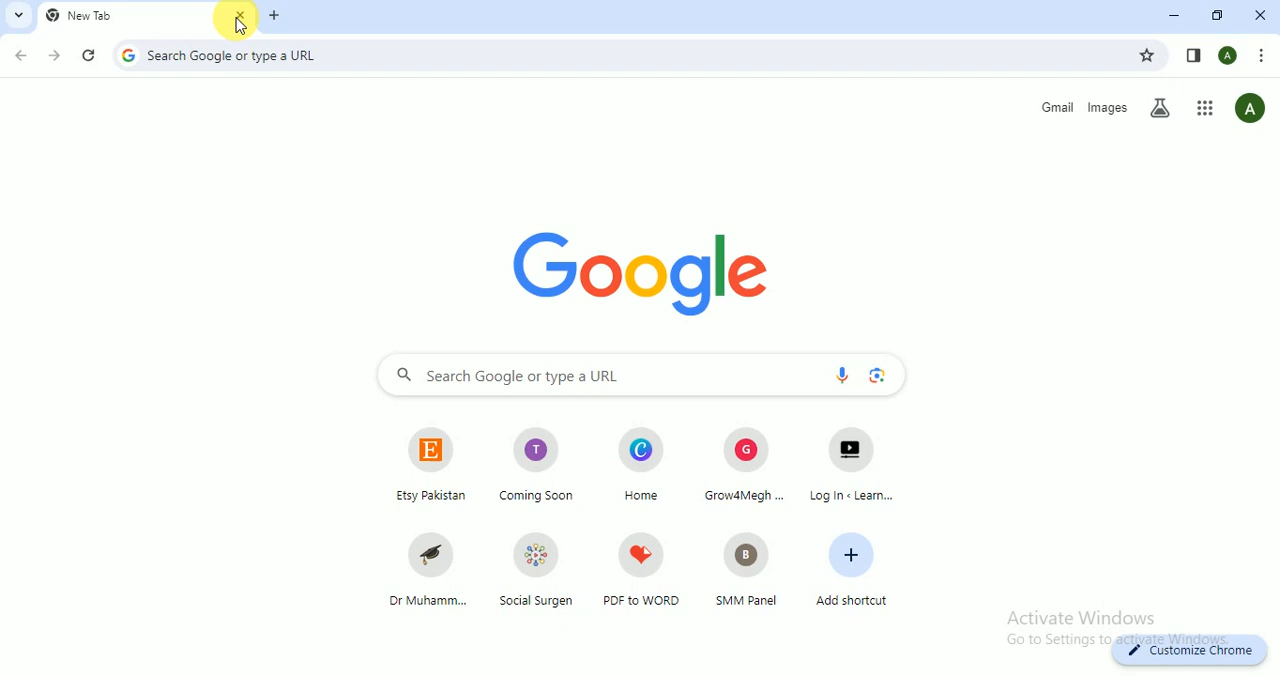 New Tab
Search Google or type a URL
A
Gmail Images A
Google
Search Google or type a URL
E T C G
Etsy Pakistan Coming Soon Home Grow4Megh ... Log In ‹ Learn...
B
Dr Muhamm... Social Surgen PDF to WORD SMM Panel Add shortcut
Activate Windows
Go to Settings to activate Windows.
Customize Chrome